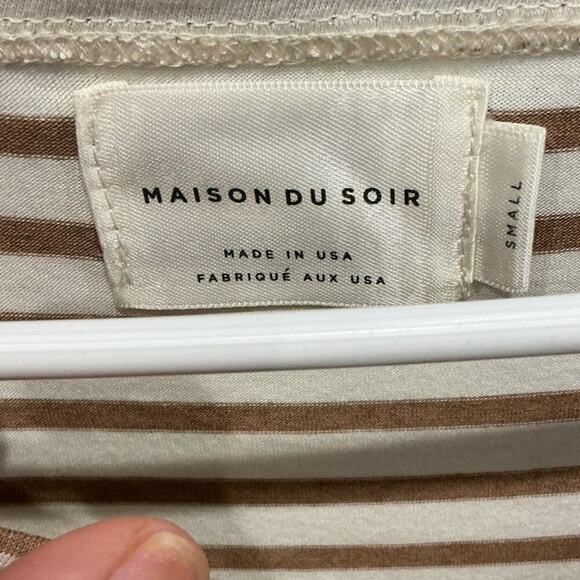 MAISON DU SOIR
MADE IN USA
FABRIQUÉ AUX USA
SMALL